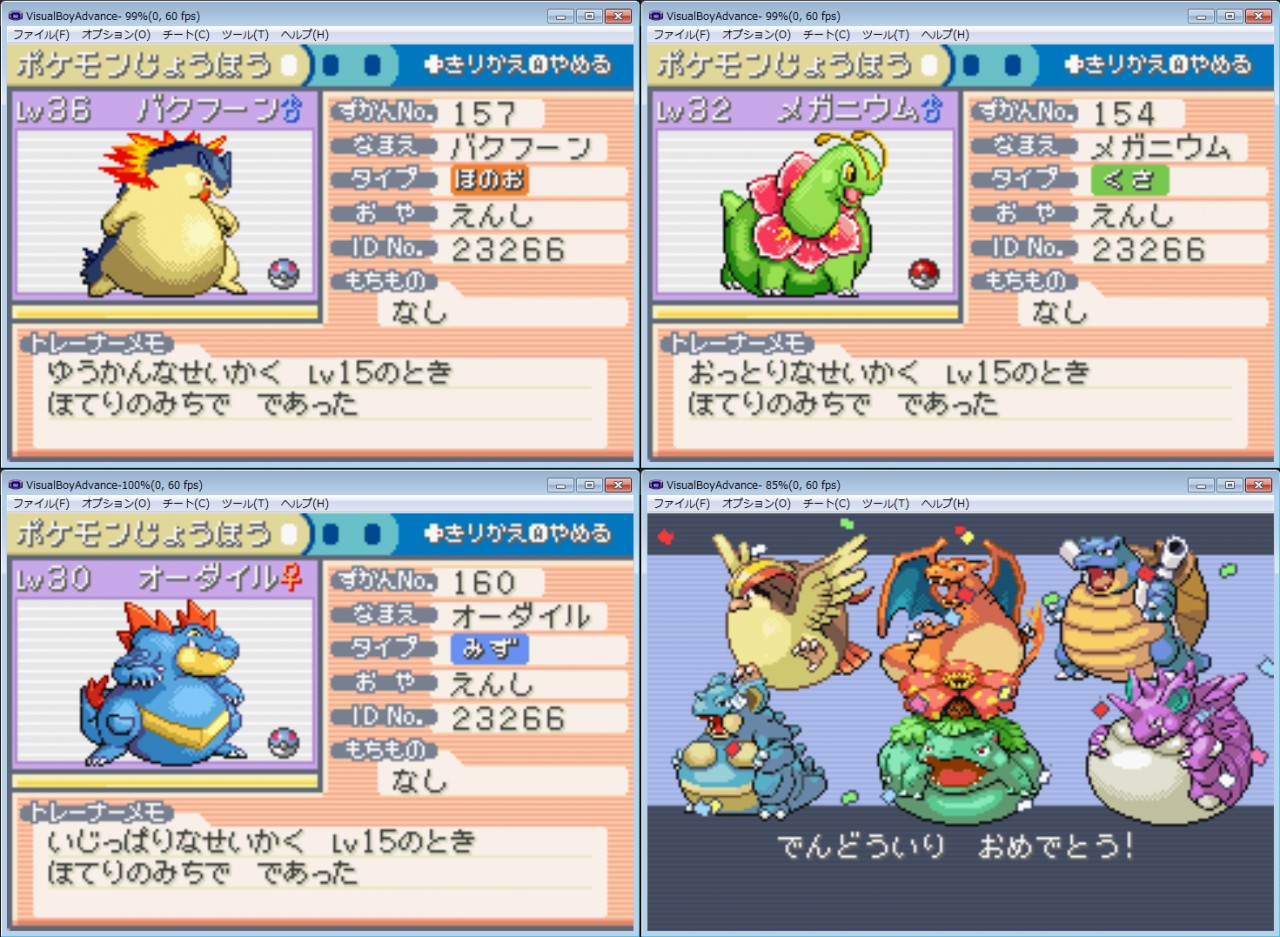 VisualBoyAdvance- 99%(0, 60 fps)
ファイル(F) オプション(O) チート(C) ツール(T) ヘルプ(H)
ポケモンじょうほう きりかえAやめる
Lv36 バクフーン♂
ずかんNo. 157
なまえ バクフーン
タイプ ほのお
おや えんし
ID No. 23266
もちもの
なし
トレーナーメモ
ゆうかんなせいかく Lv15のとき
ほてりのみちで であった
VisualBoyAdvance- 99%(0, 60 fps)
ファイル(F) オプション(O) チート(C) ツール(T) ヘルプ(H)
ポケモンじょうほう きりかえAやめる
Lv32 メガニウム♂
ずかんNo. 154
なまえ メガニウム
タイプ くさ
おや えんし
ID No. 23266
もちもの
なし
トレーナーメモ
おっとりなせいかく Lv15のとき
ほてりのみちで であった
VisualBoyAdvance-100%(0, 60 fps)
ファイル(F) オプション(O) チート(C) ツール(T) ヘルプ(H)
ポケモンじょうほう きりかえAやめる
Lv30 オーダイル♀
ずかんNo. 160
なまえ オーダイル
タイプ みず
おや えんし
ID No. 23266
もちもの
なし
トレーナーメモ
いじっぱりなせいかく Lv15のとき
ほてりのみちで であった
VisualBoyAdvance- 85%(0, 60 fps)
ファイル(F) オプション(O) チート(C) ツール(T) ヘルプ(H)
でんどういり おめでとう!